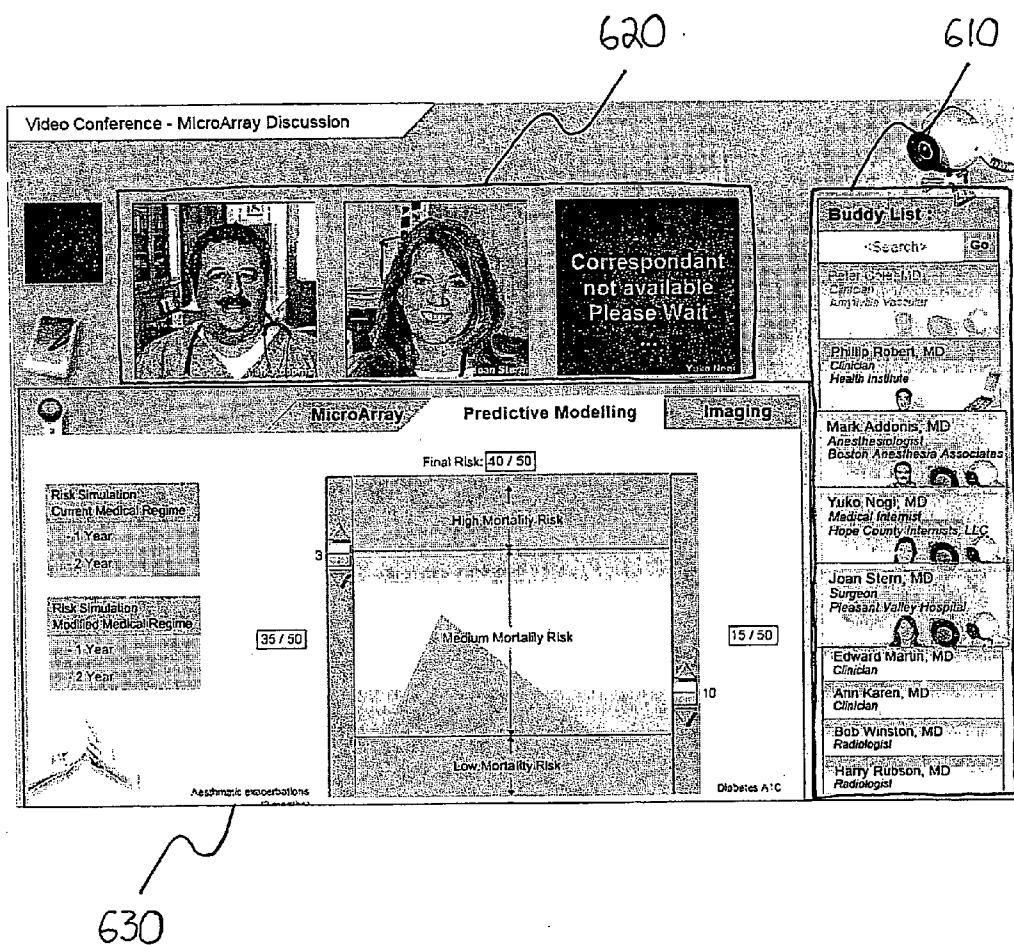 620
610
Video Conference - MicroArray Discussion
Correspondant
not available
Please Wait
....
Joan Stern
Yuko Nogi
Buddy List :
<Search>
Go
MD
Clinician
Vascular
Phillip Robert, MD
Clinician
Health Institute
Mark Addonis, MD
Anesthesiologist
Boston Anesthesia Associates
Yuko Nogi, MD
Medical Internist
Hope County Internists, LLC
Joan Stern, MD
Surgeon
Pleasant Valley Hospital
Edward Martin, MD
Clinician
Ann Karen, MD
Clinician
Bob Winston, MD
Radiologist
Harry Rubson, MD
Radiologist
MicroArray
Predictive Modelling
Imaging
Final Risk: 40 / 50
Risk Simulation
Current Medical Regime
- 1 Year
- 2 Year
Risk Simulation
Modified Medical Regime
- 1 Year
- 2 Year
3
35 / 50
High Mortality Risk
Medium Mortality Risk
Low Mortality Risk
15 / 50
10
exacerbations
Diabetes A1C
630